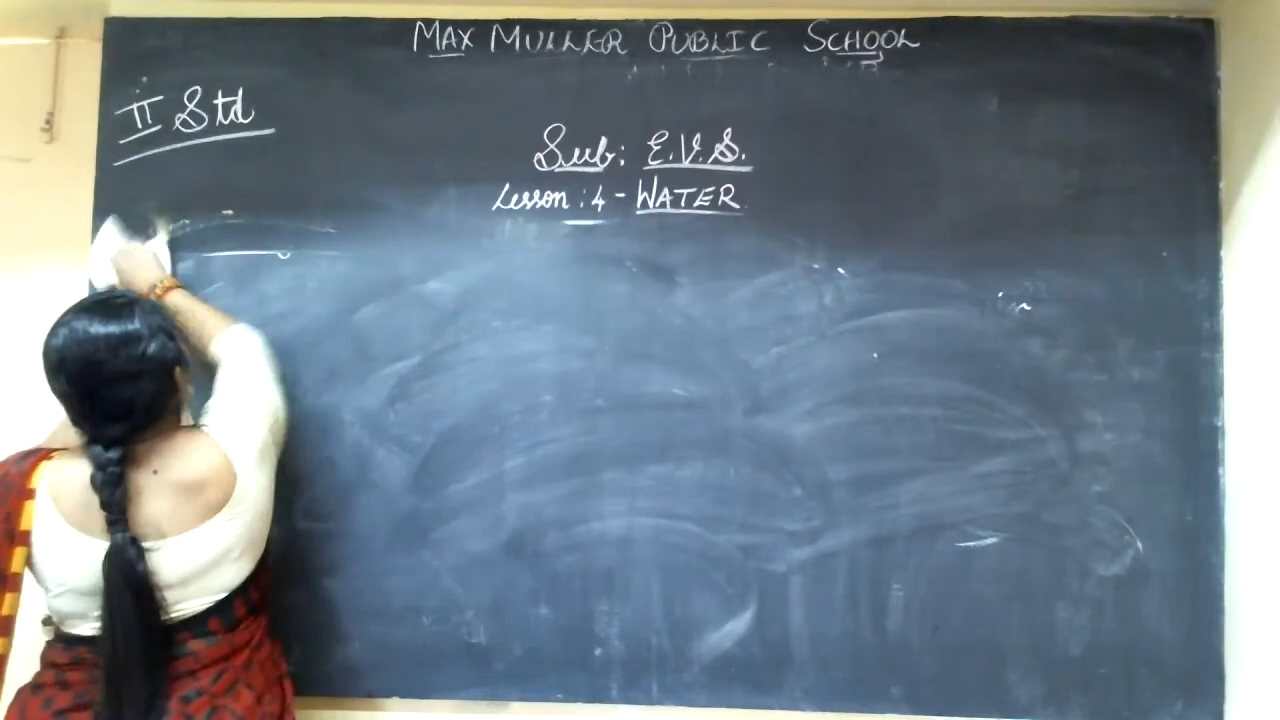 MAX MULLER PUBLIC SCHOOL
II Std
Sub: E.V.S.
Lesson: 4 - WATER